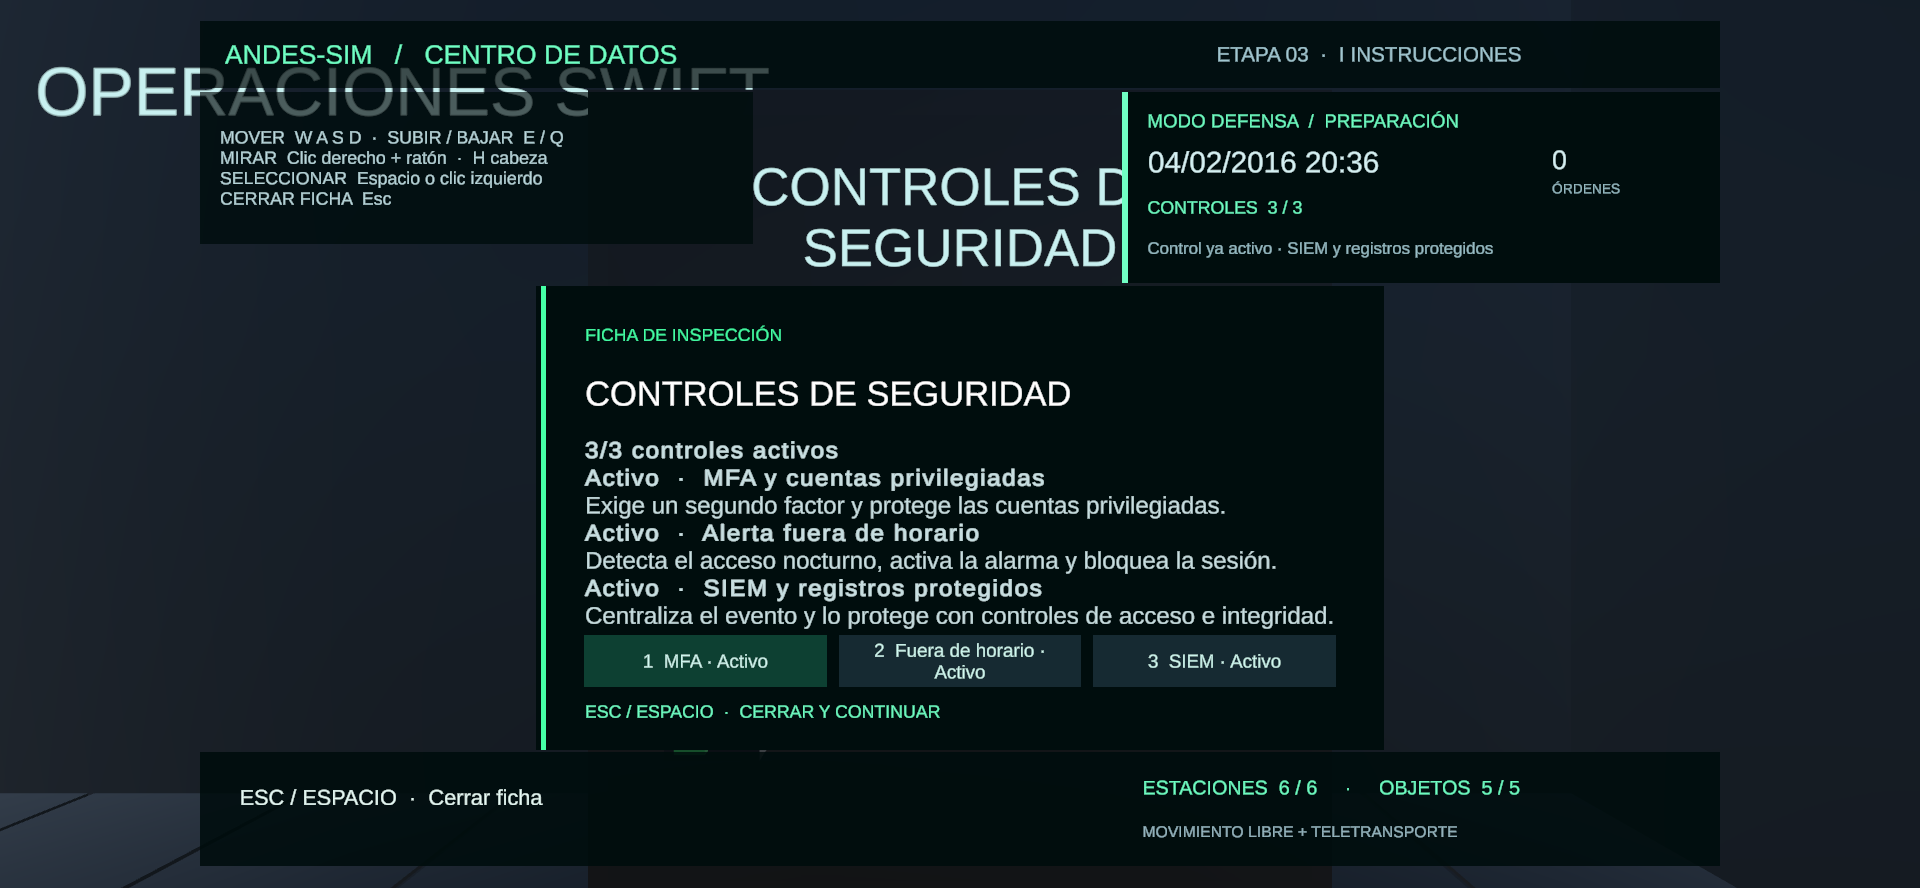 ANDES-SIM / CENTRO DE DATOS
ETAPA 03 · I INSTRUCCIONES
OPERACIONES SWIFT
MOVER W A S D · SUBIR / BAJAR E / Q
MIRAR Clic derecho + ratón · H cabeza
SELECCIONAR Espacio o clic izquierdo
CERRAR FICHA Esc
CONTROLES D
SEGURIDAD
MODO DEFENSA / PREPARACIÓN
04/02/2016 20:36
0
ÓRDENES
CONTROLES 3 / 3
Control ya activo · SIEM y registros protegidos
FICHA DE INSPECCIÓN
CONTROLES DE SEGURIDAD
3/3 controles activos
Activo · MFA y cuentas privilegiadas
Exige un segundo factor y protege las cuentas privilegiadas.
Activo · Alerta fuera de horario
Detecta el acceso nocturno, activa la alarma y bloquea la sesión.
Activo · SIEM y registros protegidos
Centraliza el evento y lo protege con controles de acceso e integridad.
1 MFA · Activo
2 Fuera de horario ·
Activo
3 SIEM · Activo
ESC / ESPACIO · CERRAR Y CONTINUAR
ESC / ESPACIO · Cerrar ficha
ESTACIONES 6 / 6 · OBJETOS 5 / 5
MOVIMIENTO LIBRE + TELETRANSPORTE